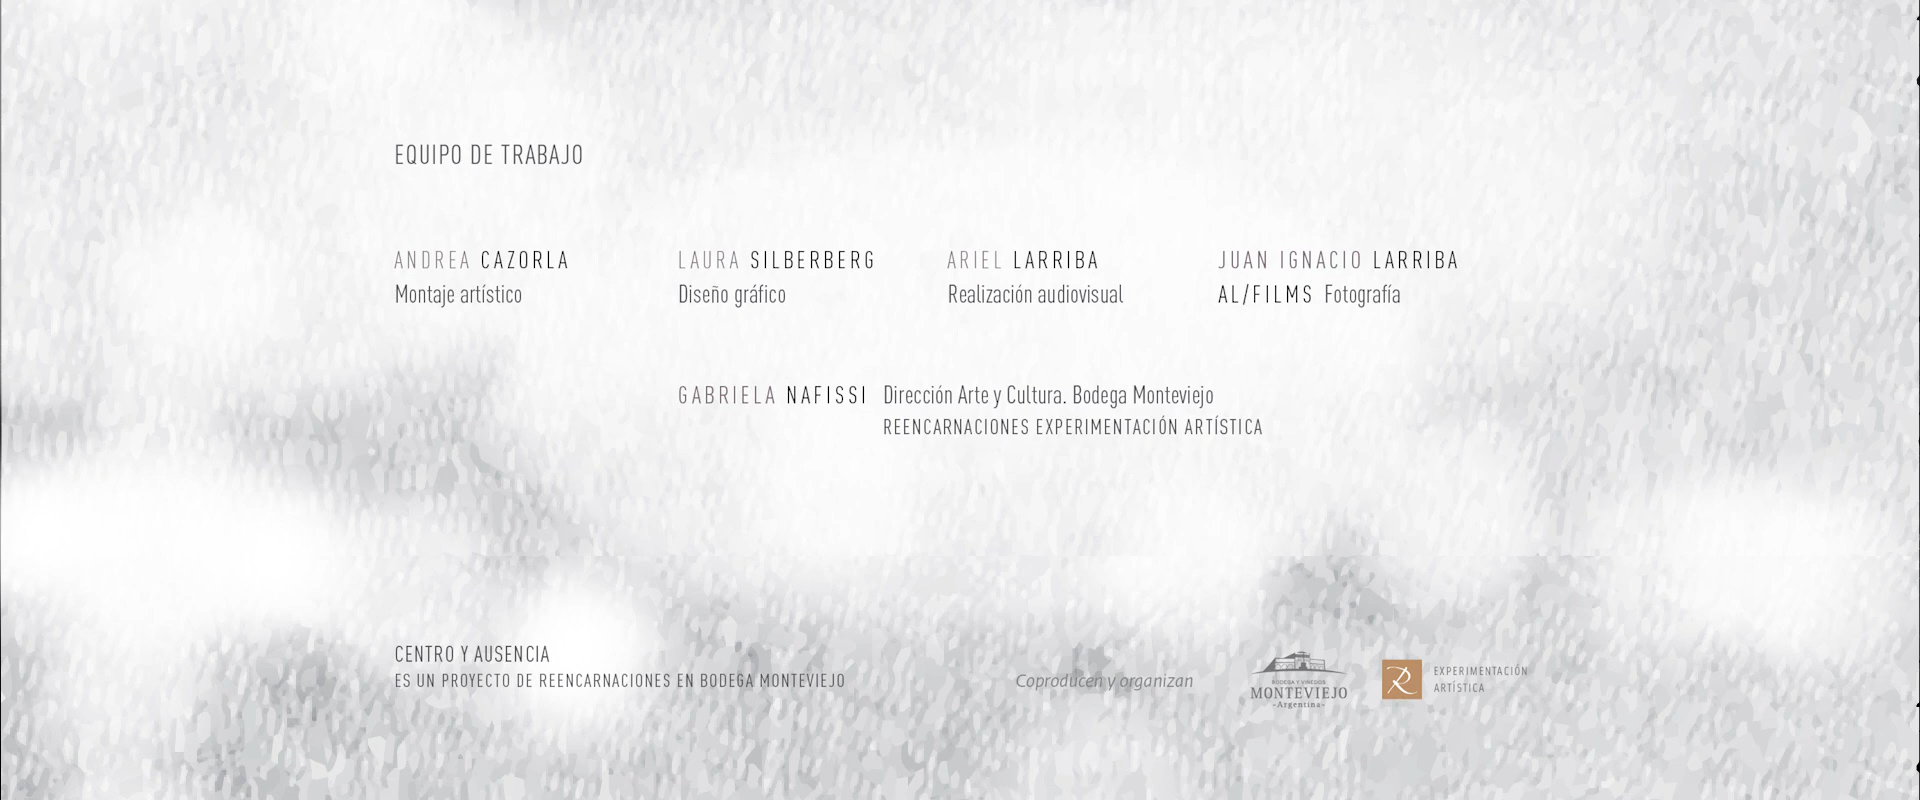 EQUIPO DE TRABAJO
ANDREA CAZORLA
Montaje artístico
LAURA SILBERBERG
Diseño gráfico
ARIEL LARRIBA
Realización audiovisual
JUAN IGNACIO LARRIBA
AL/FILMS Fotografía
GABRIELA NAFISSI Dirección Arte y Cultura. Bodega Monteviejo
REENCARNACIONES EXPERIMENTACIÓN ARTÍSTICA
CENTRO Y AUSENCIA
ES UN PROYECTO DE REENCARNACIONES EN BODEGA MONTEVIEJO
Coproducen y organizan
BODEGA Y VIÑEDOS
MONTEVIEJO
-Argentina-
R
EXPERIMENTACIÓN
ARTÍSTICA